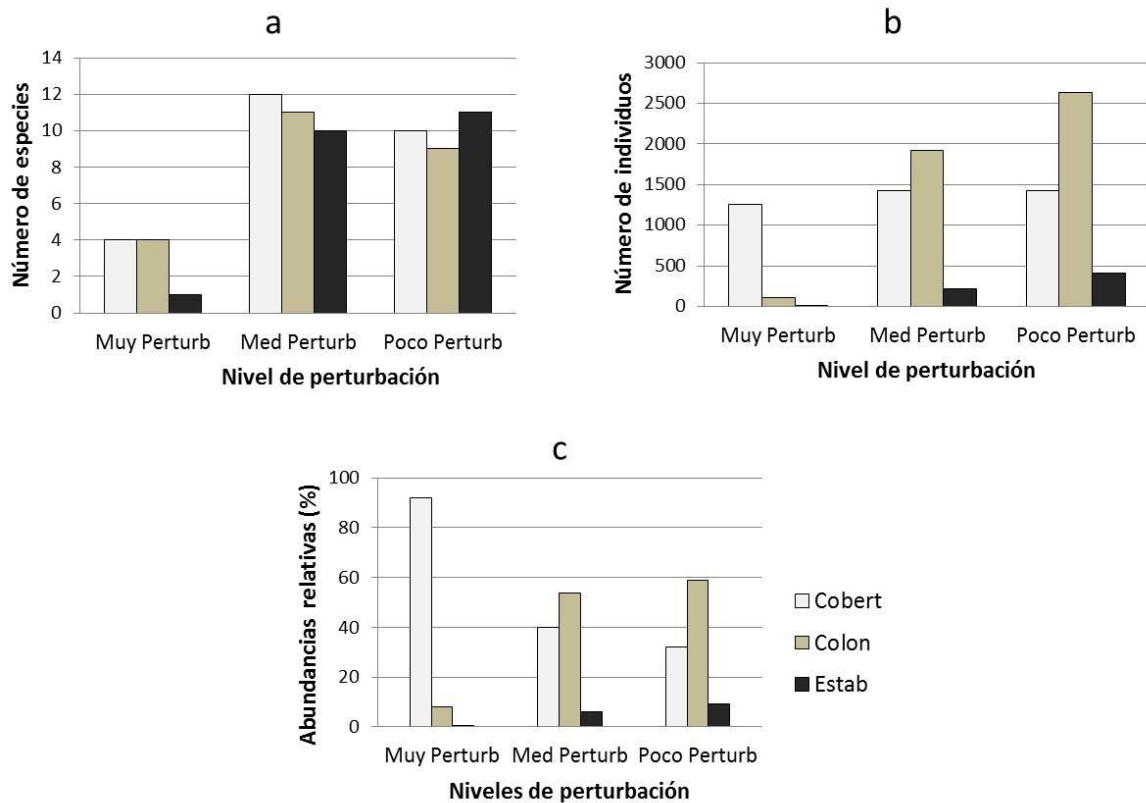 a
Número de especies
14
12
10
8
6
4
2
0
Muy Perturb Med Perturb Poco Perturb
Nivel de perturbación
b
Número de individuos
3000
2500
2000
1500
1000
500
0
Muy Perturb Med Perturb Poco Perturb
Nivel de perturbación
c
Abundancias relativas (%)
100
80
60
40
20
0
Muy Perturb Med Perturb Poco Perturb
Niveles de perturbación
Cobert
Colon
Estab